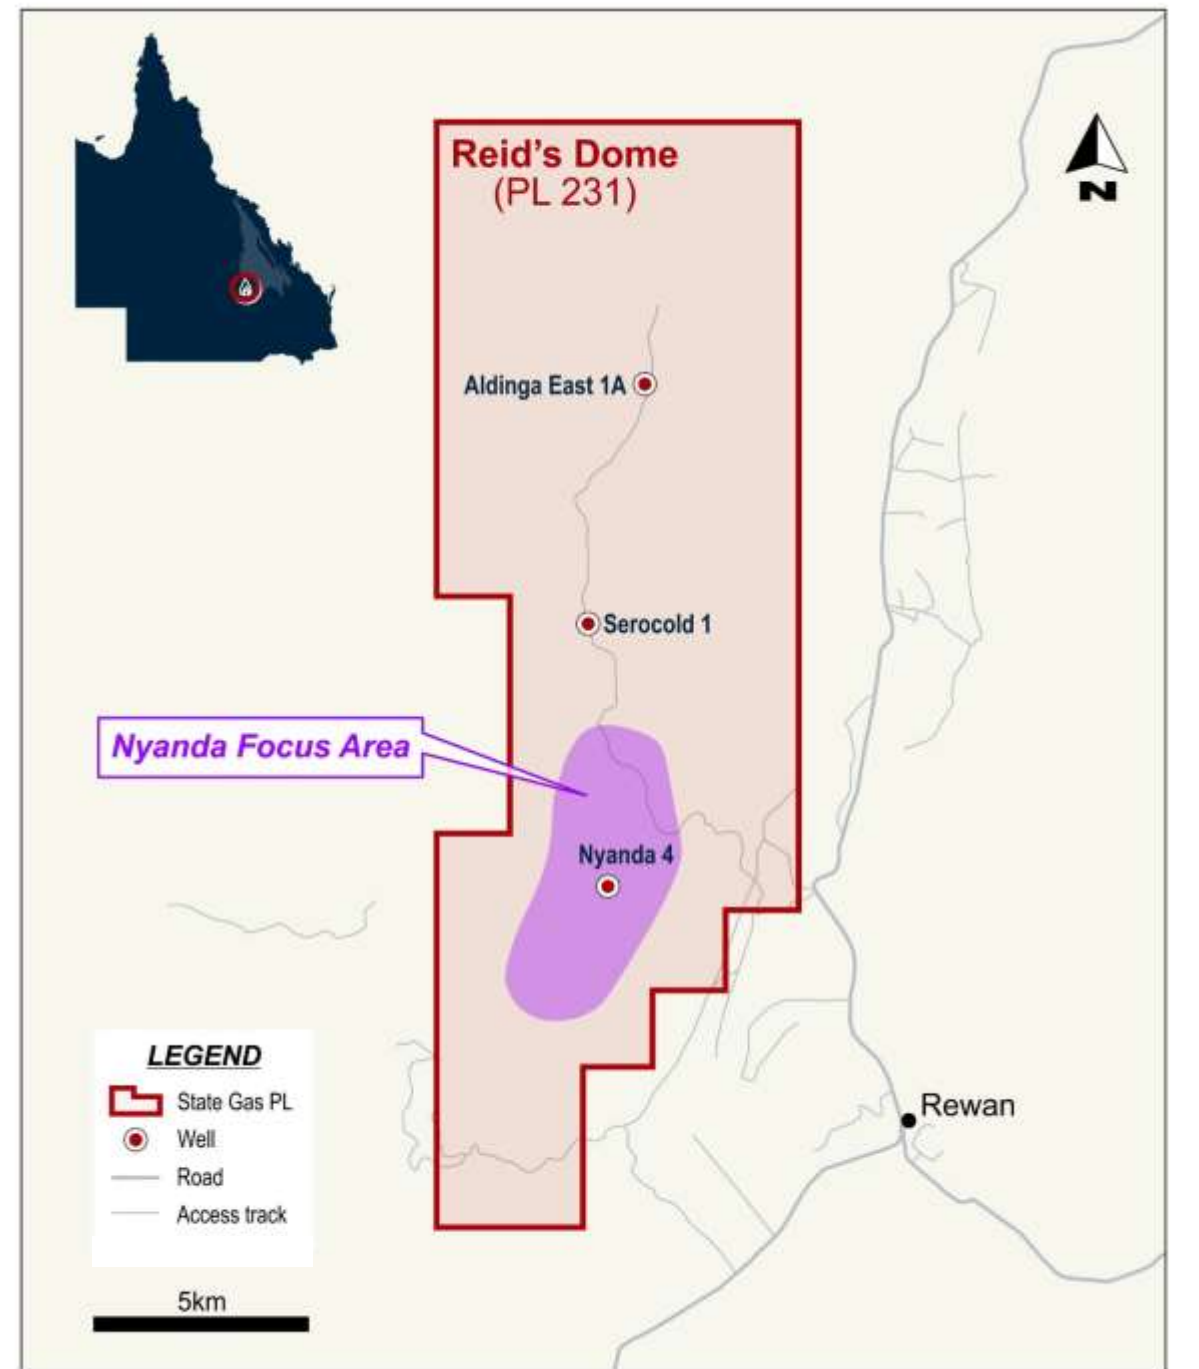 Reid's Dome
(PL 231)
N
Aldinga East 1A
Serocold 1
Nyanda Focus Area
Nyanda 4
LEGEND
State Gas PL
Well
Road
Access track
Rewan
5km